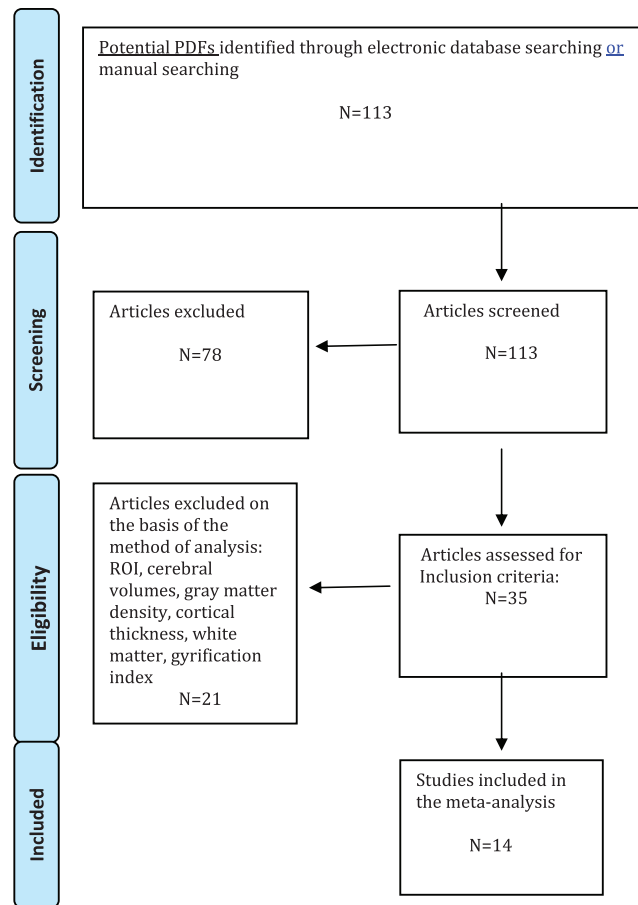 Identification
Potential PDFs identified through electronic database searching or
manual searching
N=113
Screening
Articles excluded
N=78
Articles screened
N=113
Eligibility
Articles excluded on
the basis of the
method of analysis:
ROI, cerebral
volumes, gray matter
density, cortical
thickness, white
matter, gyrification
index
N=21
Articles assessed for
Inclusion criteria:
N=35
Included
Studies included in
the meta-analysis
N=14